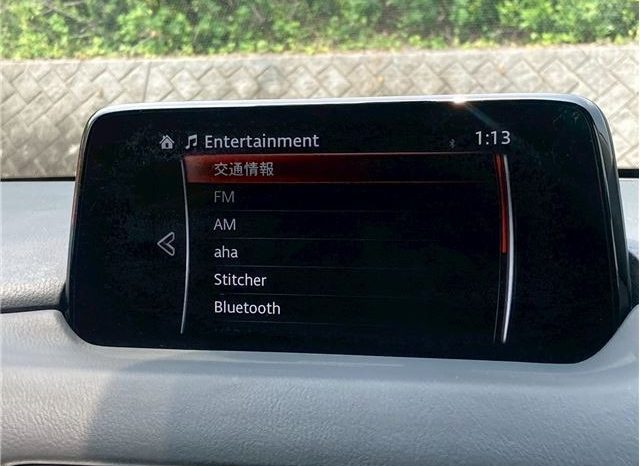 Entertainment 1:13
交通情報
FM
AM
aha
Stitcher
Bluetooth